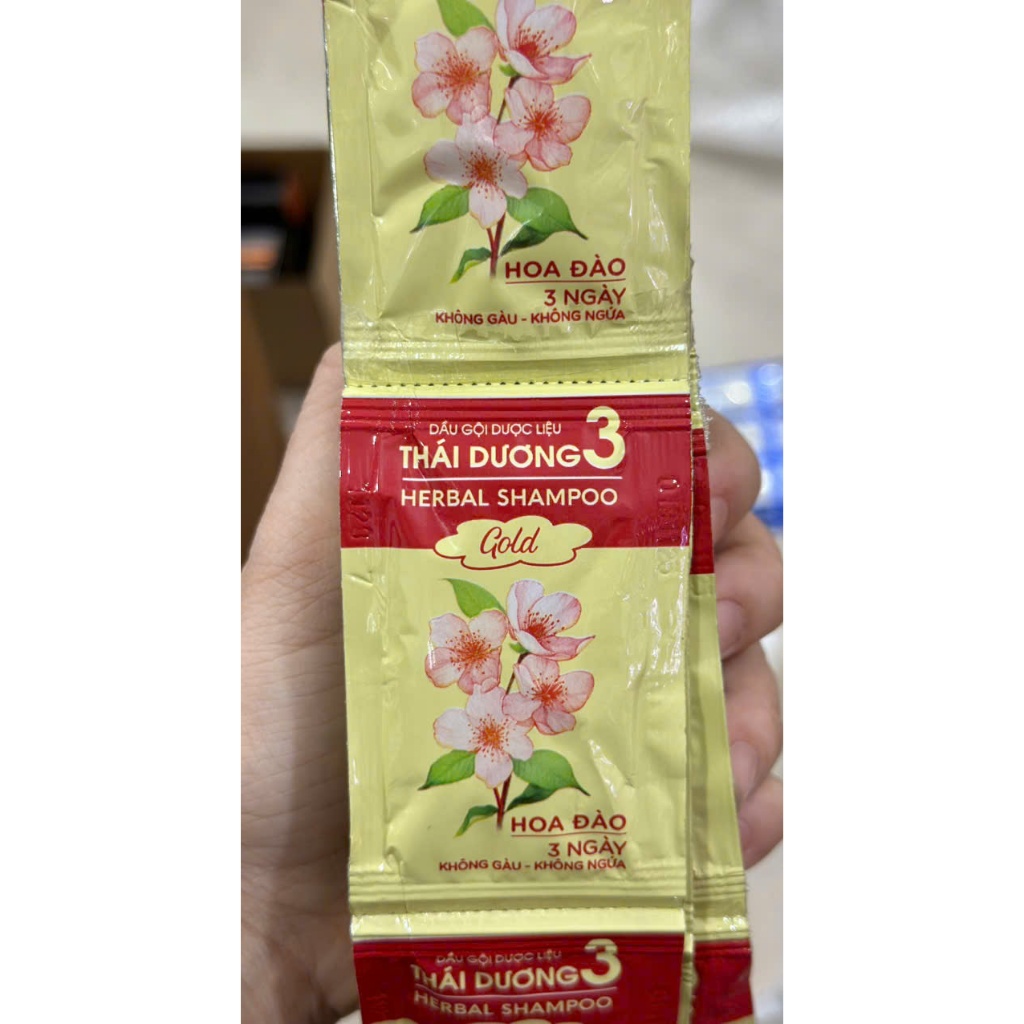 HOA ĐÀO
3 NGÀY
KHÔNG GÀU - KHÔNG NGỨA
DẦU GỘI DƯỢC LIỆU
THÁI DƯƠNG 3
HERBAL SHAMPOO
Gold
HOA ĐÀO
3 NGÀY
KHÔNG GÀU - KHÔNG NGỨA
DẦU GỘI DƯỢC LIỆU
THÁI DƯƠNG 3
HERBAL SHAMPOO